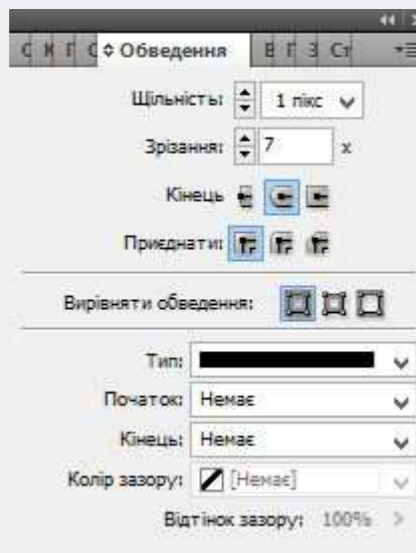 С К Г С Обведення В Г З Ст
Щільність: 1 пікс
Зрізання: 7 x
Кінець
Приєднати:
Вирівняти обведення:
Тип:
Початок: Немає
Кінець: Немає
Колір зазору: [Немає]
Відтінок зазору: 100%